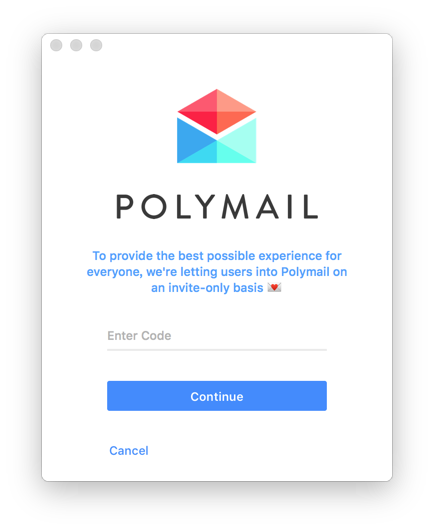 POLYMAIL
To provide the best possible experience for
everyone, we're letting users into Polymail on
an invite-only basis 💌
Enter Code
Continue
Cancel